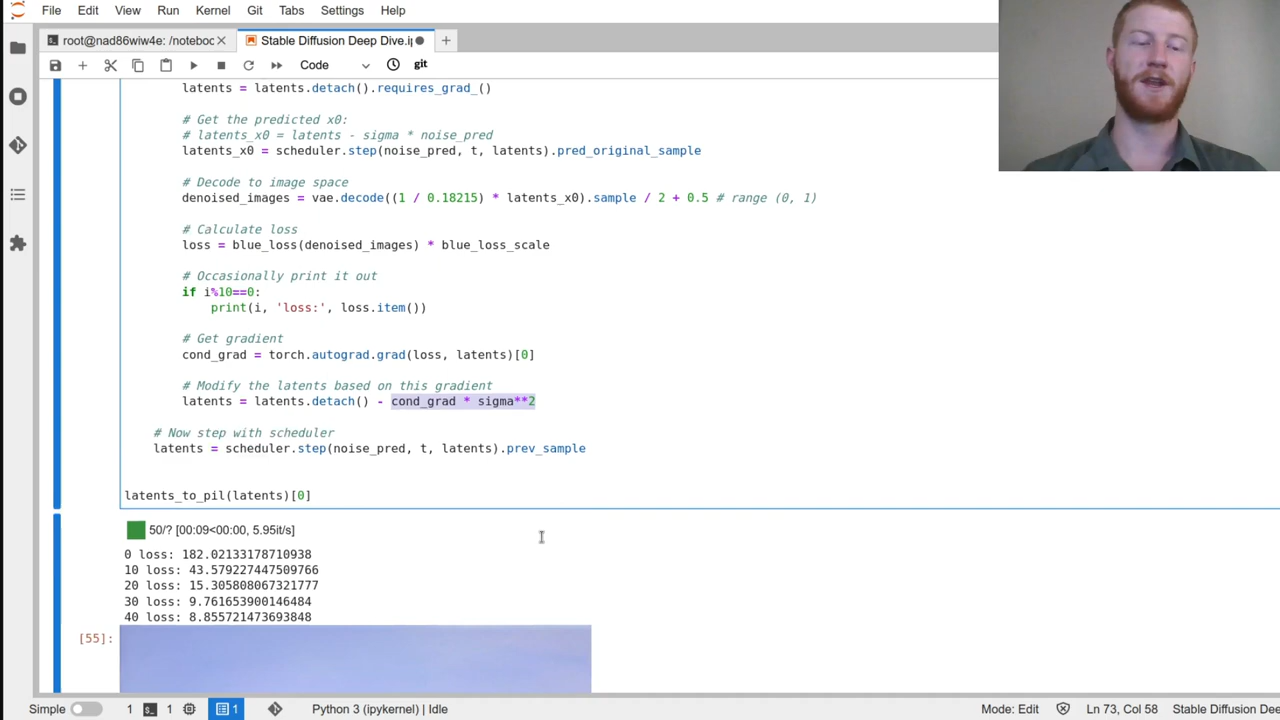 File Edit View Run Kernel Git Tabs Settings Help
root@nad86wiw4e: /noteboo Stable Diffusion Deep Dive.ip
Code git
latents = latents.detach().requires_grad_()
# Get the predicted x0:
# latents_x0 = latents - sigma * noise_pred
latents_x0 = scheduler.step(noise_pred, t, latents).pred_original_sample
# Decode to image space
denoised_images = vae.decode((1 / 0.18215) * latents_x0).sample / 2 + 0.5 # range (0, 1)
# Calculate loss
loss = blue_loss(denoised_images) * blue_loss_scale
# Occasionally print it out
if i%10==0:
print(i, 'loss:', loss.item())
# Get gradient
cond_grad = torch.autograd.grad(loss, latents)[0]
# Modify the latents based on this gradient
latents = latents.detach() - cond_grad * sigma**2
# Now step with scheduler
latents = scheduler.step(noise_pred, t, latents).prev_sample
latents_to_pil(latents)[0]
50/? [00:09<00:00, 5.95it/s]
0 loss: 182.02133178710938
10 loss: 43.579227447509766
20 loss: 15.305808067321777
30 loss: 9.761653900146484
40 loss: 8.855721473693848
[55]:
Simple 1 1 1 Python 3 (ipykernel) | Idle Mode: Edit Ln 73, Col 58 Stable Diffusion Dee